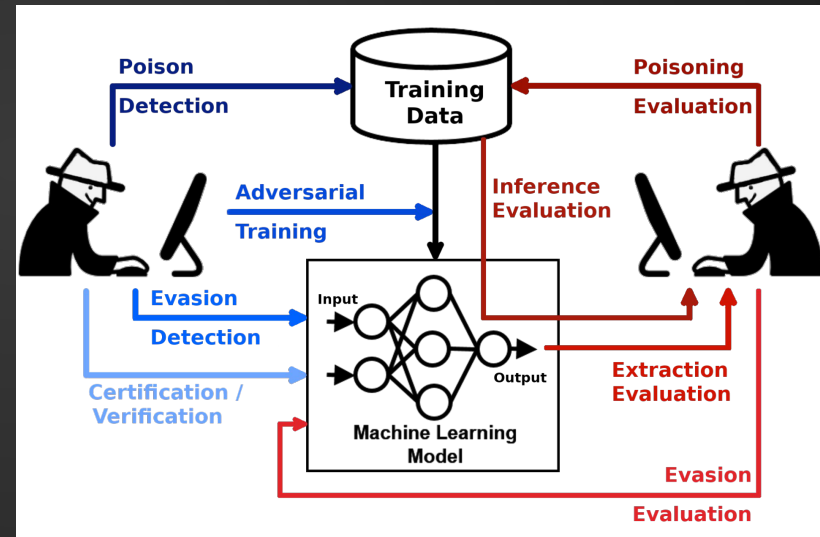 Poison
Detection
Training
Data
Poisoning
Evaluation
Adversarial
Training
Inference
Evaluation
Evasion
Detection
Input
Output
Certification /
Verification
Machine Learning
Model
Extraction
Evaluation
Evasion
Evaluation